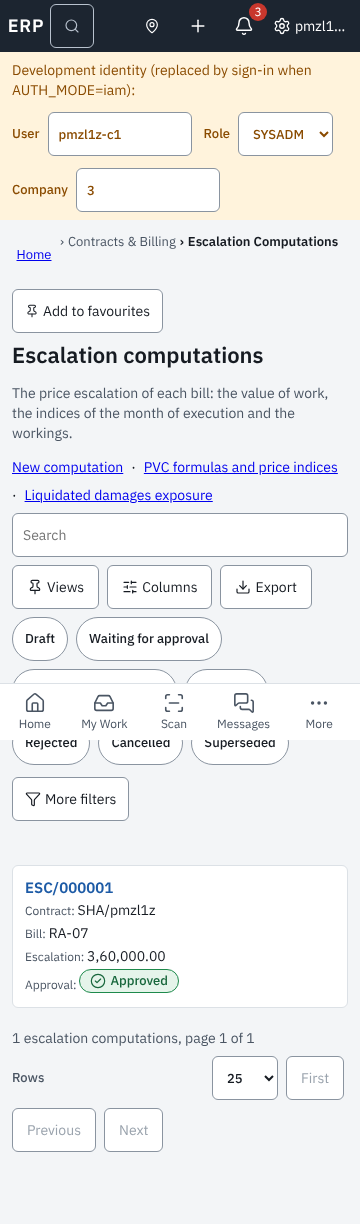 ERP
3
pmzl1...
Development identity (replaced by sign-in when
AUTH_MODE=iam):
User pmzl1z-c1 Role SYSADM
Company 3
Home › Contracts & Billing › Escalation Computations
Add to favourites
Escalation computations
The price escalation of each bill: the value of work,
the indices of the month of execution and the
workings.
New computation · PVC formulas and price indices
· Liquidated damages exposure
Search
Views Columns Export
Draft Waiting for approval
Home My Work Scan Messages More
Rejected Cancelled Superseded
More filters
ESC/000001
Contract: SHA/pmzl1z
Bill: RA-07
Escalation: 3,60,000.00
Approval: Approved
1 escalation computations, page 1 of 1
Rows 25 First
Previous Next